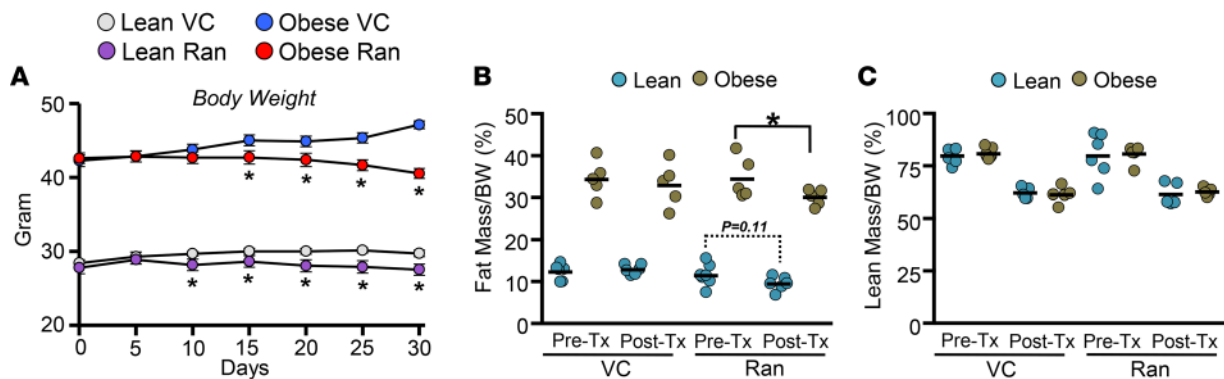 Lean VC
Obese VC
Lean Ran
Obese Ran
A
Body Weight
Gram
50
40
30
20
*
*
*
*
*
*
*
*
*
0
5
10
15
20
25
30
Days
B
Lean
Obese
Fat Mass/BW (%)
50
40
30
20
10
0
*
P=0.11
Pre-Tx Post-Tx Pre-Tx Post-Tx
VC
Ran
C
Lean
Obese
Lean Mass/BW (%)
100
75
50
25
0
Pre-Tx Post-Tx Pre-Tx Post-Tx
VC
Ran